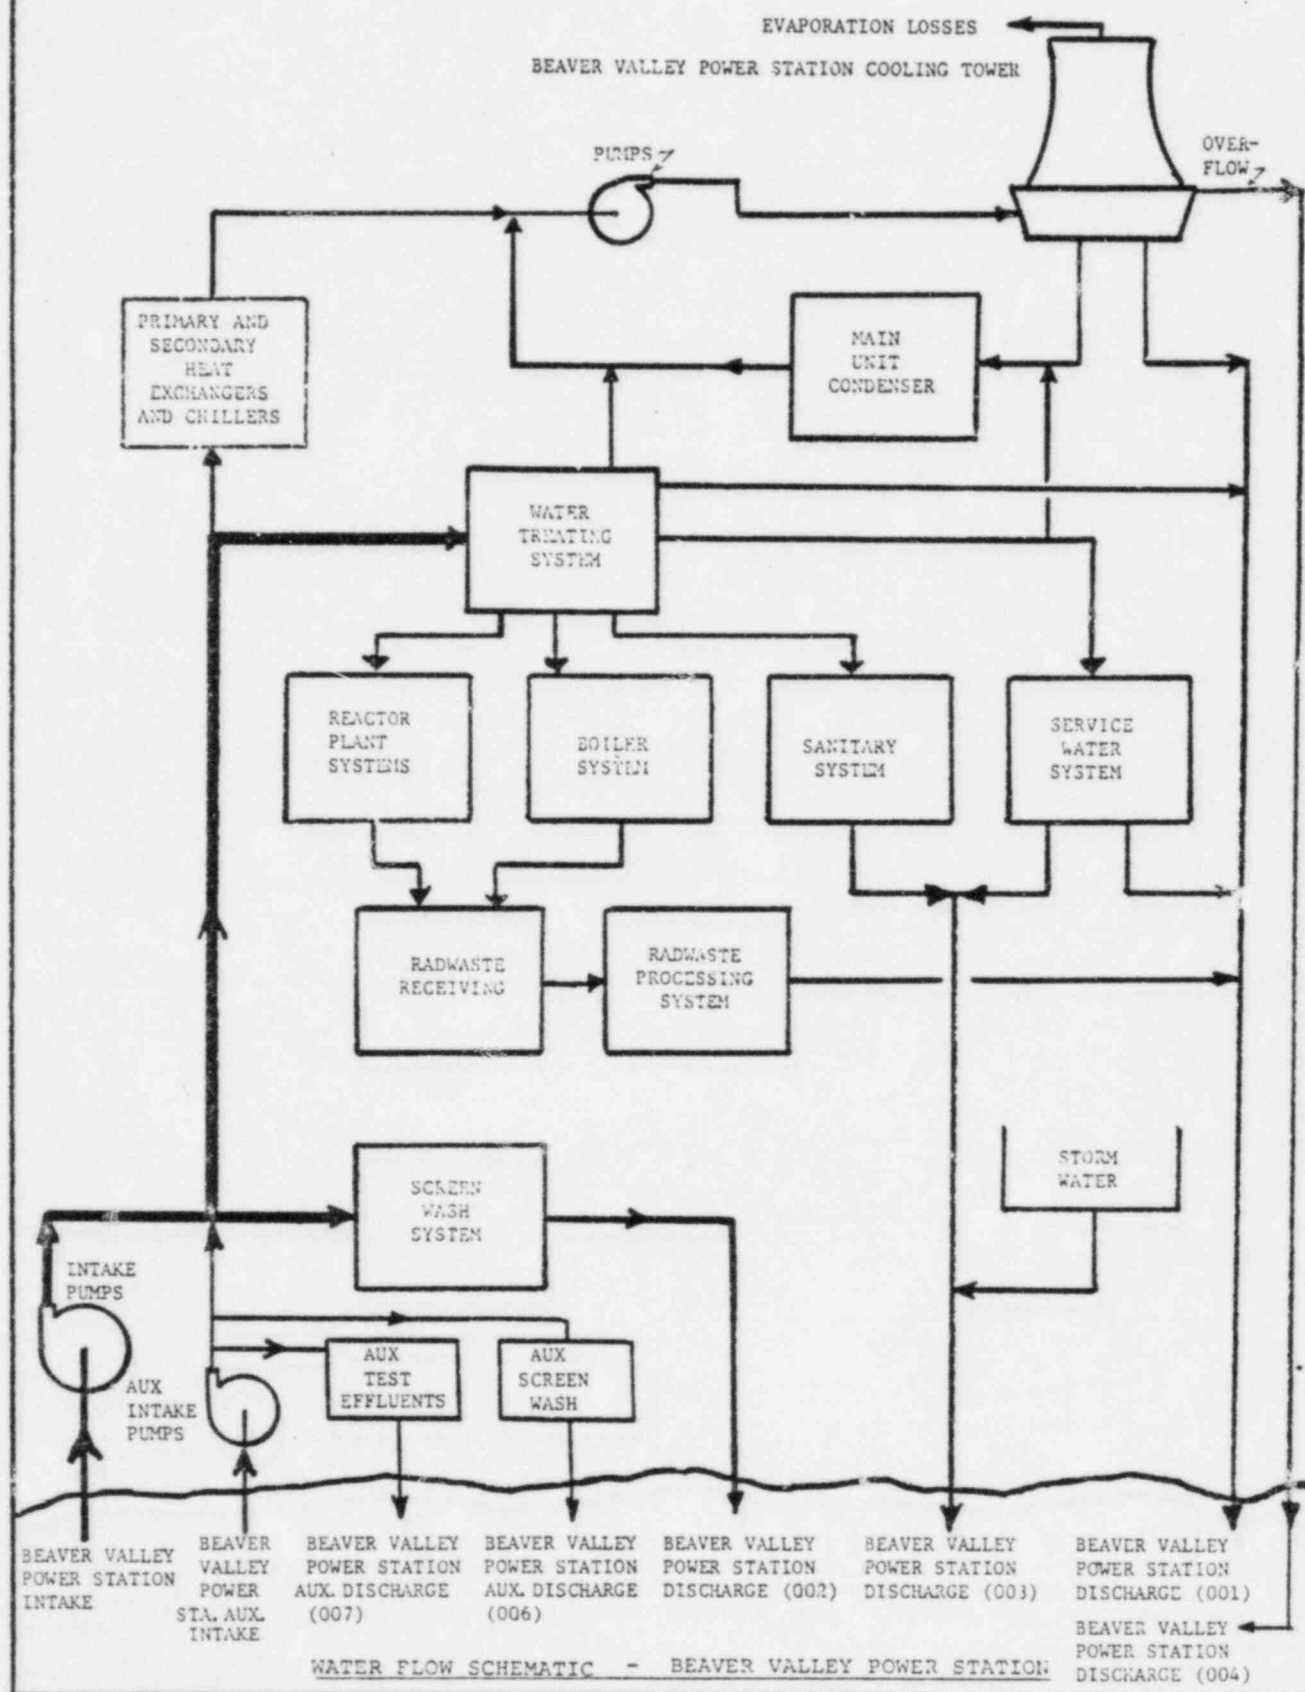 EVAPORATION LOSSES
BEAVER VALLEY POWER STATION COOLING TOWER
PUMPS
OVER-
FLOW
PRIMARY AND
SECONDARY
HEAT
EXCHANGERS
AND CHILLERS
MAIN
UNIT
CONDENSER
WATER
TREATING
SYSTEM
REACTOR
PLANT
SYSTEMS
BOILER
SYSTEM
SANITARY
SYSTEM
SERVICE
WATER
SYSTEM
RADWASTE
RECEIVING
RADWASTE
PROCESSING
SYSTEM
SCREEN
WASH
SYSTEM
STORM
WATER
INTAKE
PUMPS
AUX
INTAKE
PUMPS
AUX
TEST
EFFLUENTS
AUX
SCREEN
WASH
BEAVER VALLEY
POWER STATION
INTAKE
BEAVER
VALLEY
POWER
STA. AUX.
INTAKE
BEAVER VALLEY
POWER STATION
AUX. DISCHARGE
(007)
BEAVER VALLEY
POWER STATION
AUX. DISCHARGE
(006)
BEAVER VALLEY
POWER STATION
DISCHARGE (002)
BEAVER VALLEY
POWER STATION
DISCHARGE (003)
BEAVER VALLEY
POWER STATION
DISCHARGE (001)
BEAVER VALLEY
POWER STATION
DISCHARGE (004)
WATER FLOW SCHEMATIC - BEAVER VALLEY POWER STATION